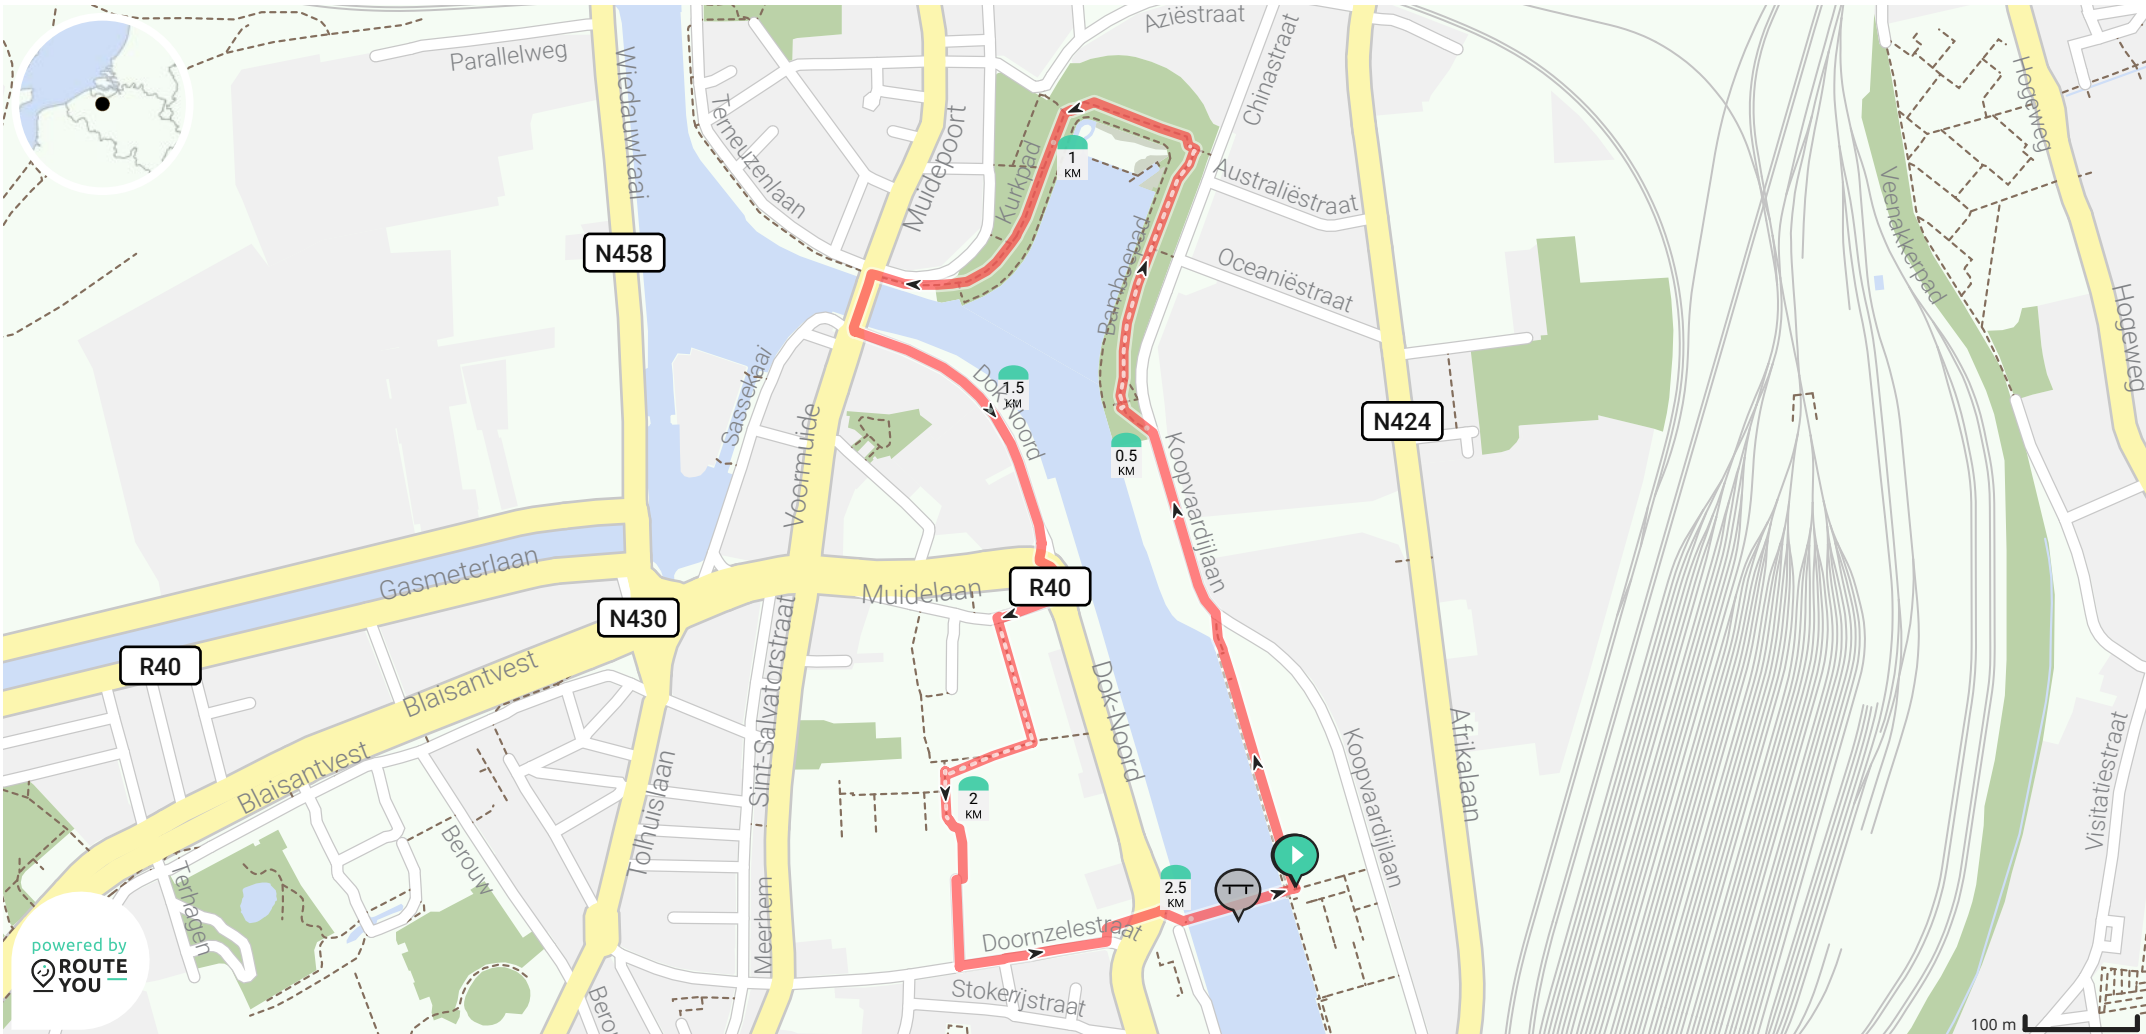 Parallelweg
Wiedauwkaai
Terneuzenlaan
Muidepoort
Aziëstraat
Chinastraat
Hogeweg
Kurkpad
1
KM
Australiëstraat
Veenakkerpad
N458
Bamboepad
Oceaniëstraat
Hogeweg
Sassekaai
Dok Noord
1.5
KM
N424
Voormuide
0.5
KM
Koopvaardijlaan
Gasmeterlaan
Muidelaan
R40
N430
R40
Blaisantvest
Sint-Salvatorstraat
Dok-Noord
Afrikalaan
Koopvaardijlaan
Visitatiestraat
Blaisantvest
Tolhuislaan
2
KM
Berouw
Terhagen
Meerhem
2.5
KM
Doornzelestraat
powered by
ROUTE
YOU
Stokerijstraat
Berou
100 m